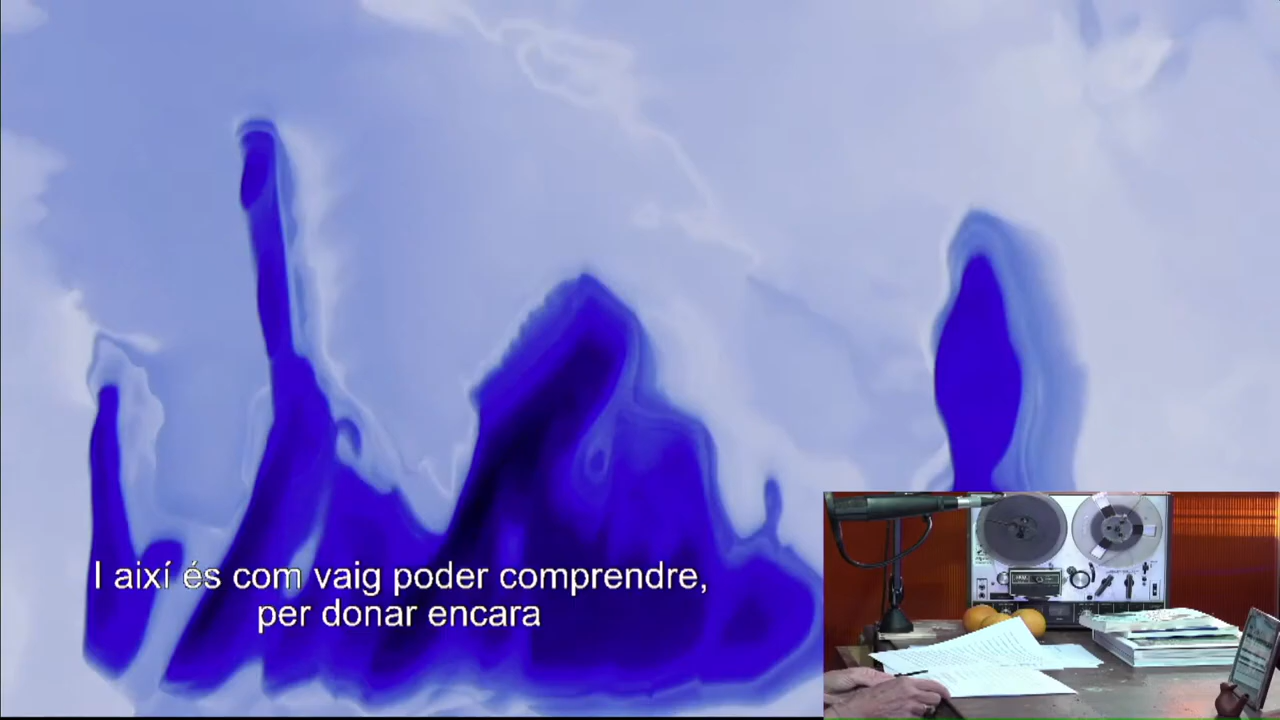 I així és com vaig poder comprendre,
per donar encara